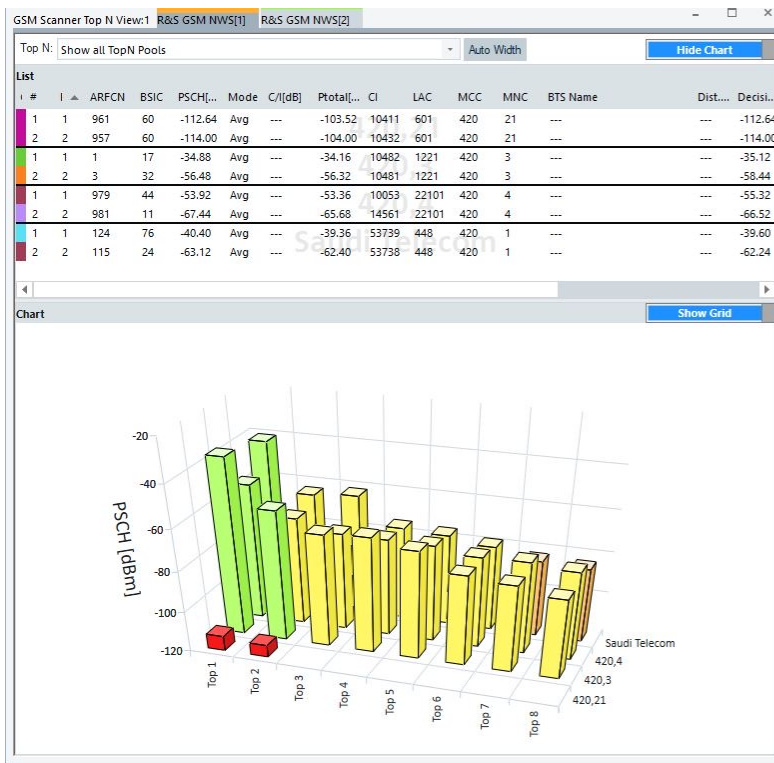 GSM Scanner Top N View:1 R&S GSM NWS[1] R&S GSM NWS[2]
Top N: Show all TopN Pools Auto Width Hide Chart
List
# I ARFCN BSIC PSCH[... Mode C/I[dB] Ptotal[... CI LAC MCC MNC BTS Name Dist.... Decisi...
1 1 961 60 -112.64 Avg --- -103.52 10411 601 420 21 --- --- -112.64
2 2 957 60 -114.00 Avg --- -104.00 10432 601 420 21 --- --- -114.00
420,21
1 1 1 17 -34.88 Avg --- -34.16 10482 1221 420 3 --- --- -35.12
2 2 3 32 -56.48 Avg --- -56.32 10481 1221 420 3 --- --- -58.44
420,3
1 1 979 44 -53.92 Avg --- -53.36 10053 22101 420 4 --- --- -55.32
2 2 981 11 -67.44 Avg --- -65.68 14561 22101 420 4 --- --- -66.52
420,4
1 1 124 76 -40.40 Avg --- -39.36 53739 448 420 1 --- --- -39.60
2 2 115 24 -63.12 Avg --- -62.40 53738 448 420 1 --- --- -62.24
Saudi Telecom
Chart Show Grid
-20
-40
-60
-80
-100
-120
PSCH [dBm]
Top 1
Top 2
Top 3
Top 4
Top 5
Top 6
Top 7
Top 8
Saudi Telecom
420,4
420,3
420,21